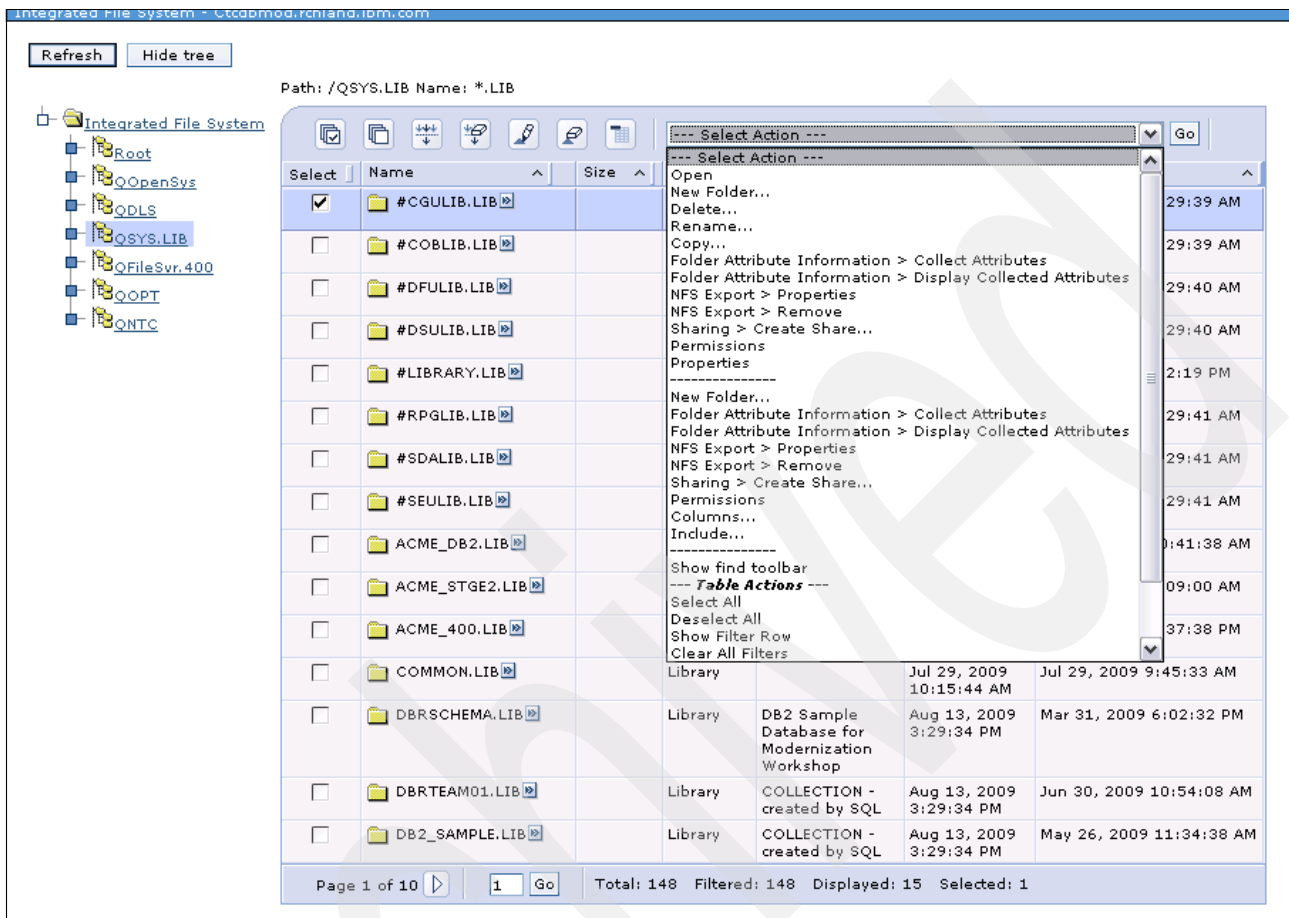 Integrated File System - Ctcdbmod.rchland.ibm.com
Refresh Hide tree
Path: /QSYS.LIB Name: *.LIB
Integrated File System
Root
QOpenSys
QDLS
QSYS.LIB
QFileSvr.400
QOPT
QNTC
--- Select Action --- Go
Select Name Size
--- Select Action ---
Open
New Folder...
Delete...
Rename...
Copy...
Folder Attribute Information > Collect Attributes
Folder Attribute Information > Display Collected Attributes
NFS Export > Properties
NFS Export > Remove
Sharing > Create Share...
Permissions
Properties
---------------
New Folder...
Folder Attribute Information > Collect Attributes
Folder Attribute Information > Display Collected Attributes
NFS Export > Properties
NFS Export > Remove
Sharing > Create Share...
Permissions
Columns...
Include...
---------------
Show find toolbar
--- Table Actions ---
Select All
Deselect All
Show Filter Row
Clear All Filters
#CGULIB.LIB 29:39 AM
#COBLIB.LIB 29:39 AM
#DFULIB.LIB 29:40 AM
#DSULIB.LIB 29:40 AM
#LIBRARY.LIB 2:19 PM
#RPGLIB.LIB 29:41 AM
#SDALIB.LIB 29:41 AM
#SEULIB.LIB 29:41 AM
ACME_DB2.LIB :41:38 AM
ACME_STGE2.LIB 09:00 AM
ACME_400.LIB 37:38 PM
COMMON.LIB Library Jul 29, 2009 Jul 29, 2009 9:45:33 AM
10:15:44 AM
DBRSCHEMA.LIB Library DB2 Sample Aug 13, 2009 Mar 31, 2009 6:02:32 PM
Database for 3:29:34 PM
Modernization
Workshop
DBRTEAM01.LIB Library COLLECTION - Aug 13, 2009 Jun 30, 2009 10:54:08 AM
created by SQL 3:29:34 PM
DB2_SAMPLE.LIB Library COLLECTION - Aug 13, 2009 May 26, 2009 11:34:38 AM
created by SQL 3:29:34 PM
Page 1 of 10 1 Go Total: 148 Filtered: 148 Displayed: 15 Selected: 1